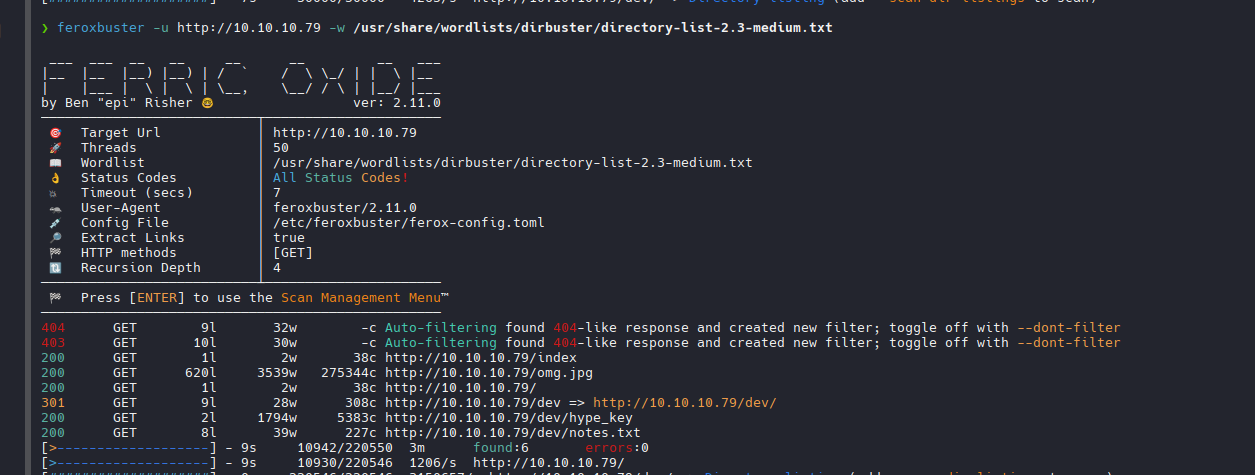 ❯ feroxbuster -u http://10.10.10.79 -w /usr/share/wordlists/dirbuster/directory-list-2.3-medium.txt
FEROXIDE
by Ben "epi" Risher 🤓 ver: 2.11.0
🎯 Target Url │ http://10.10.10.79
🚀 Threads │ 50
📖 Wordlist │ /usr/share/wordlists/dirbuster/directory-list-2.3-medium.txt
👌 Status Codes │ All Status Codes!
💥 Timeout (secs) │ 7
🦡 User-Agent │ feroxbuster/2.11.0
💉 Config File │ /etc/feroxbuster/ferox-config.toml
🔎 Extract Links │ true
🏁 HTTP methods │ [GET]
🔃 Recursion Depth │ 4
🏁 Press [ENTER] to use the Scan Management Menu™
404 GET 9l 32w -c Auto-filtering found 404-like response and created new filter; toggle off with --dont-filter
403 GET 10l 30w -c Auto-filtering found 404-like response and created new filter; toggle off with --dont-filter
200 GET 1l 2w 38c http://10.10.10.79/index
200 GET 620l 3539w 275344c http://10.10.10.79/omg.jpg
200 GET 1l 2w 38c http://10.10.10.79/
301 GET 9l 28w 308c http://10.10.10.79/dev => http://10.10.10.79/dev/
200 GET 2l 1794w 5383c http://10.10.10.79/dev/hype_key
200 GET 8l 39w 227c http://10.10.10.79/dev/notes.txt
[>-------------------] - 9s 10942/220550 3m found:6 errors:0
[>-------------------] - 9s 10930/220546 1206/s http://10.10.10.79/